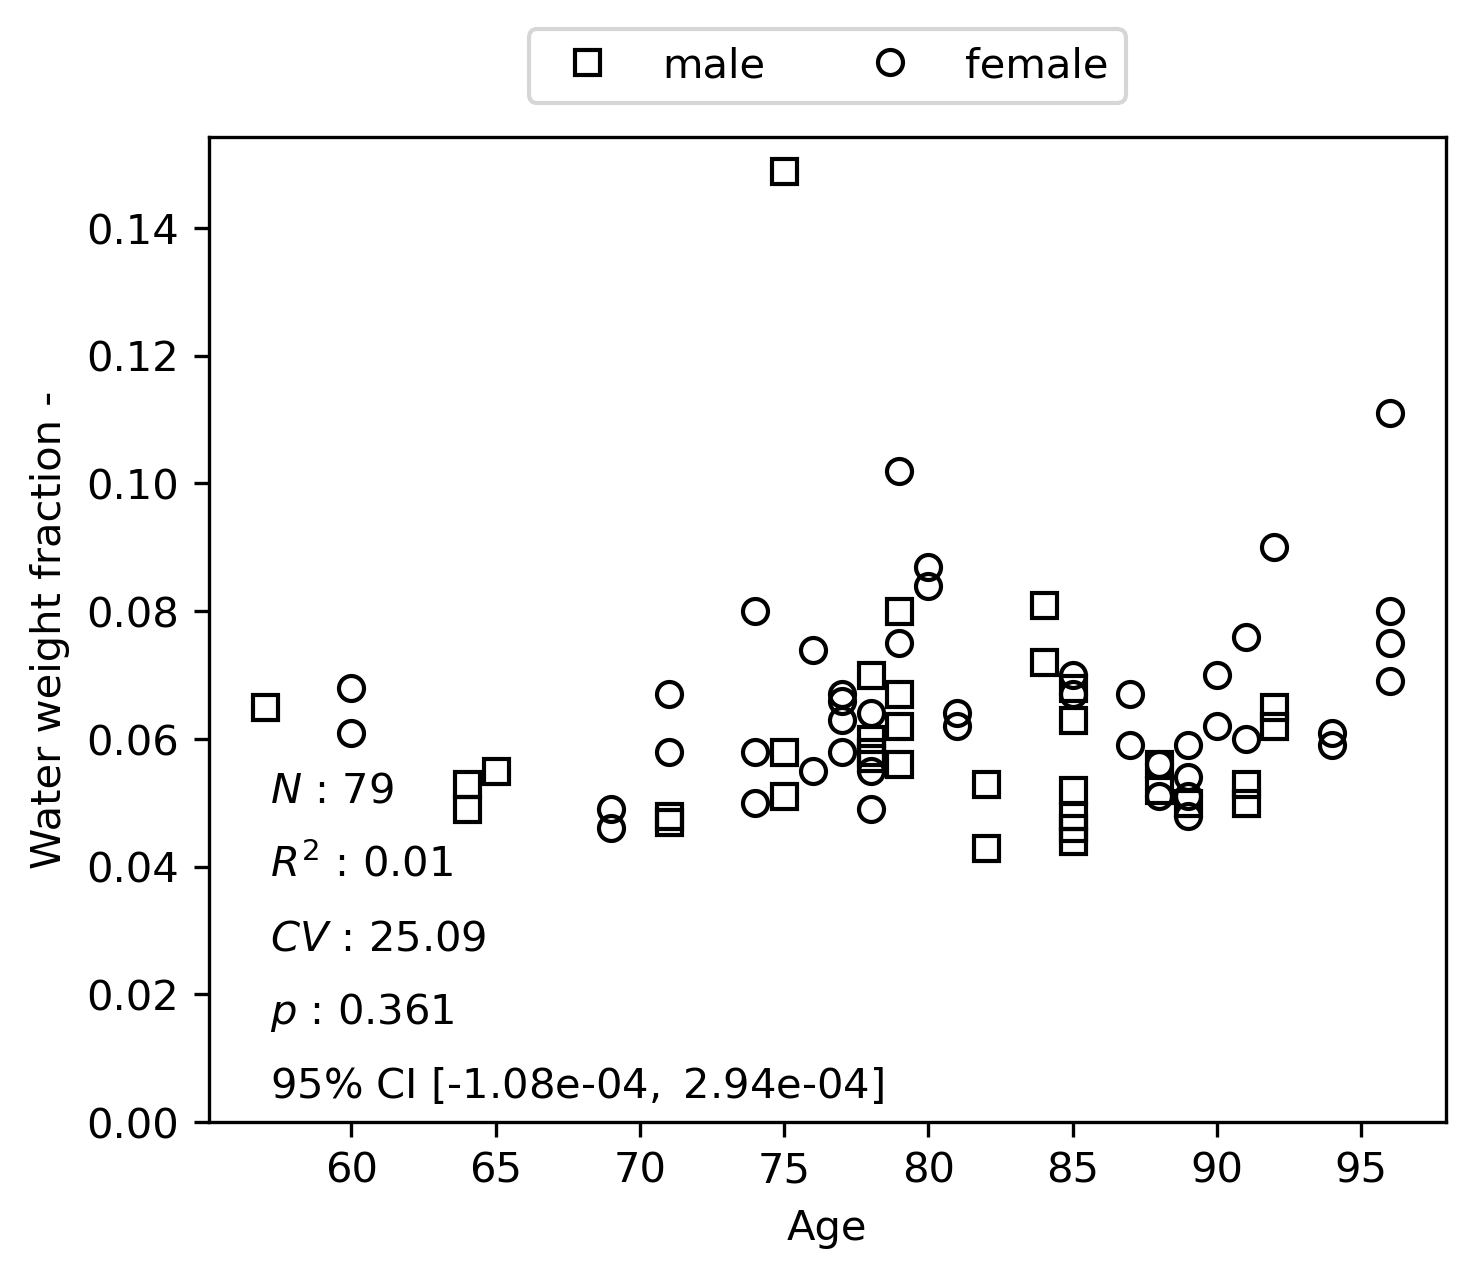 male female
0.14
0.12
0.10
0.08
0.06
0.04
0.02
0.00
Water weight fraction -
N : 79
R² : 0.01
CV : 25.09
p : 0.361
95% CI [-1.08e-04, 2.94e-04]
60 65 70 75 80 85 90 95
Age